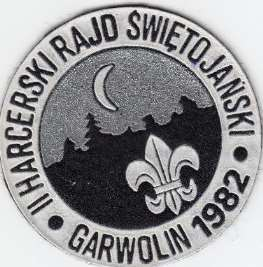 II HARCERSKI RAJD ŚWIĘTOJAŃSKI
GARWOLIN 1982